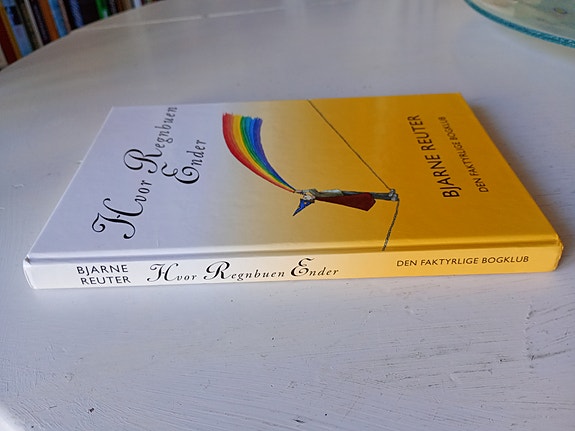 Hvor Regnbuen
Ender
BJARNE REUTER
DEN FAKTYRLIGE BOGKLUB
BJARNE
REUTER
Hvor Regnbuen Ender
DEN FAKTYRLIGE BOGKLUB